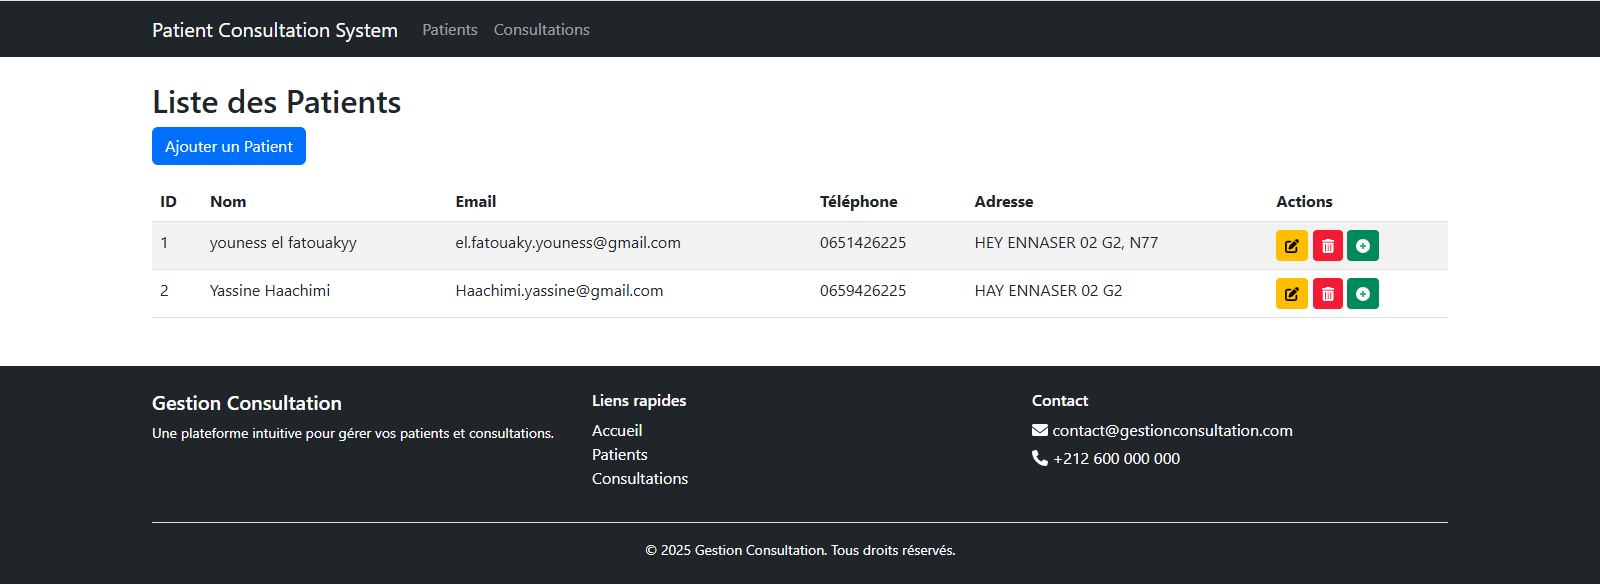 Patient Consultation System Patients Consultations
Liste des Patients
Ajouter un Patient
ID Nom Email Téléphone Adresse Actions
1 youness el fatouakyy el.fatouaky.youness@gmail.com 0651426225 HEY ENNASER 02 G2, N77
2 Yassine Haachimi Haachimi.yassine@gmail.com 0659426225 HAY ENNASER 02 G2
Gestion Consultation
Une plateforme intuitive pour gérer vos patients et consultations.
Liens rapides
Accueil
Patients
Consultations
Contact
contact@gestionconsultation.com
+212 600 000 000
© 2025 Gestion Consultation. Tous droits réservés.